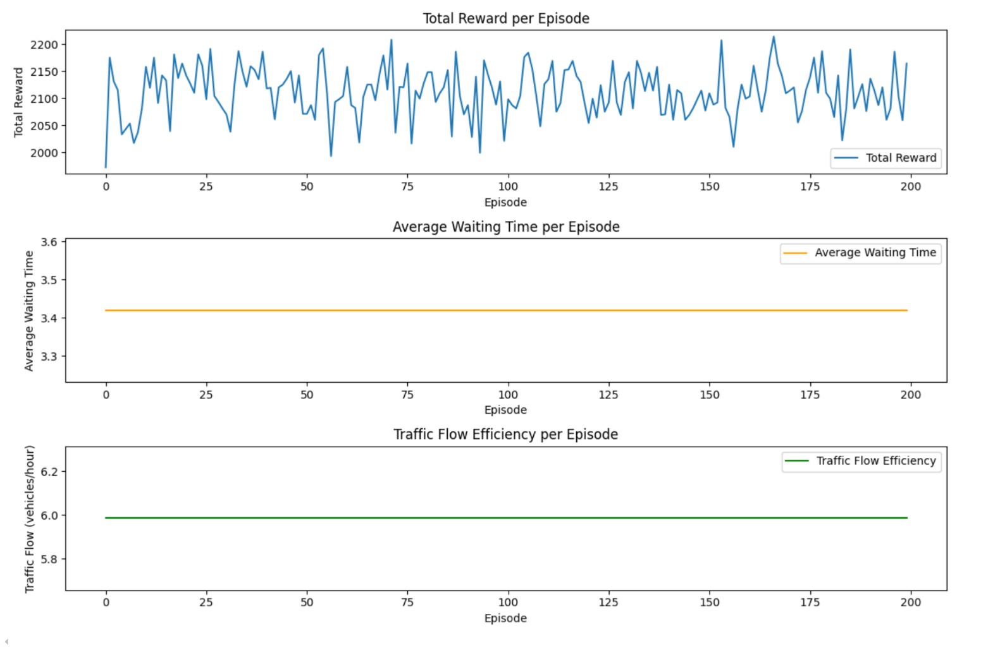 Total Reward per Episode
Total Reward
2200
2150
2100
2050
2000
Total Reward
0 25 50 75 100 125 150 175 200
Episode
Average Waiting Time per Episode
Average Waiting Time
3.6
3.5
3.4
3.3
Average Waiting Time
0 25 50 75 100 125 150 175 200
Episode
Traffic Flow Efficiency per Episode
Traffic Flow (vehicles/hour)
6.2
6.0
5.8
Traffic Flow Efficiency
0 25 50 75 100 125 150 175 200
Episode